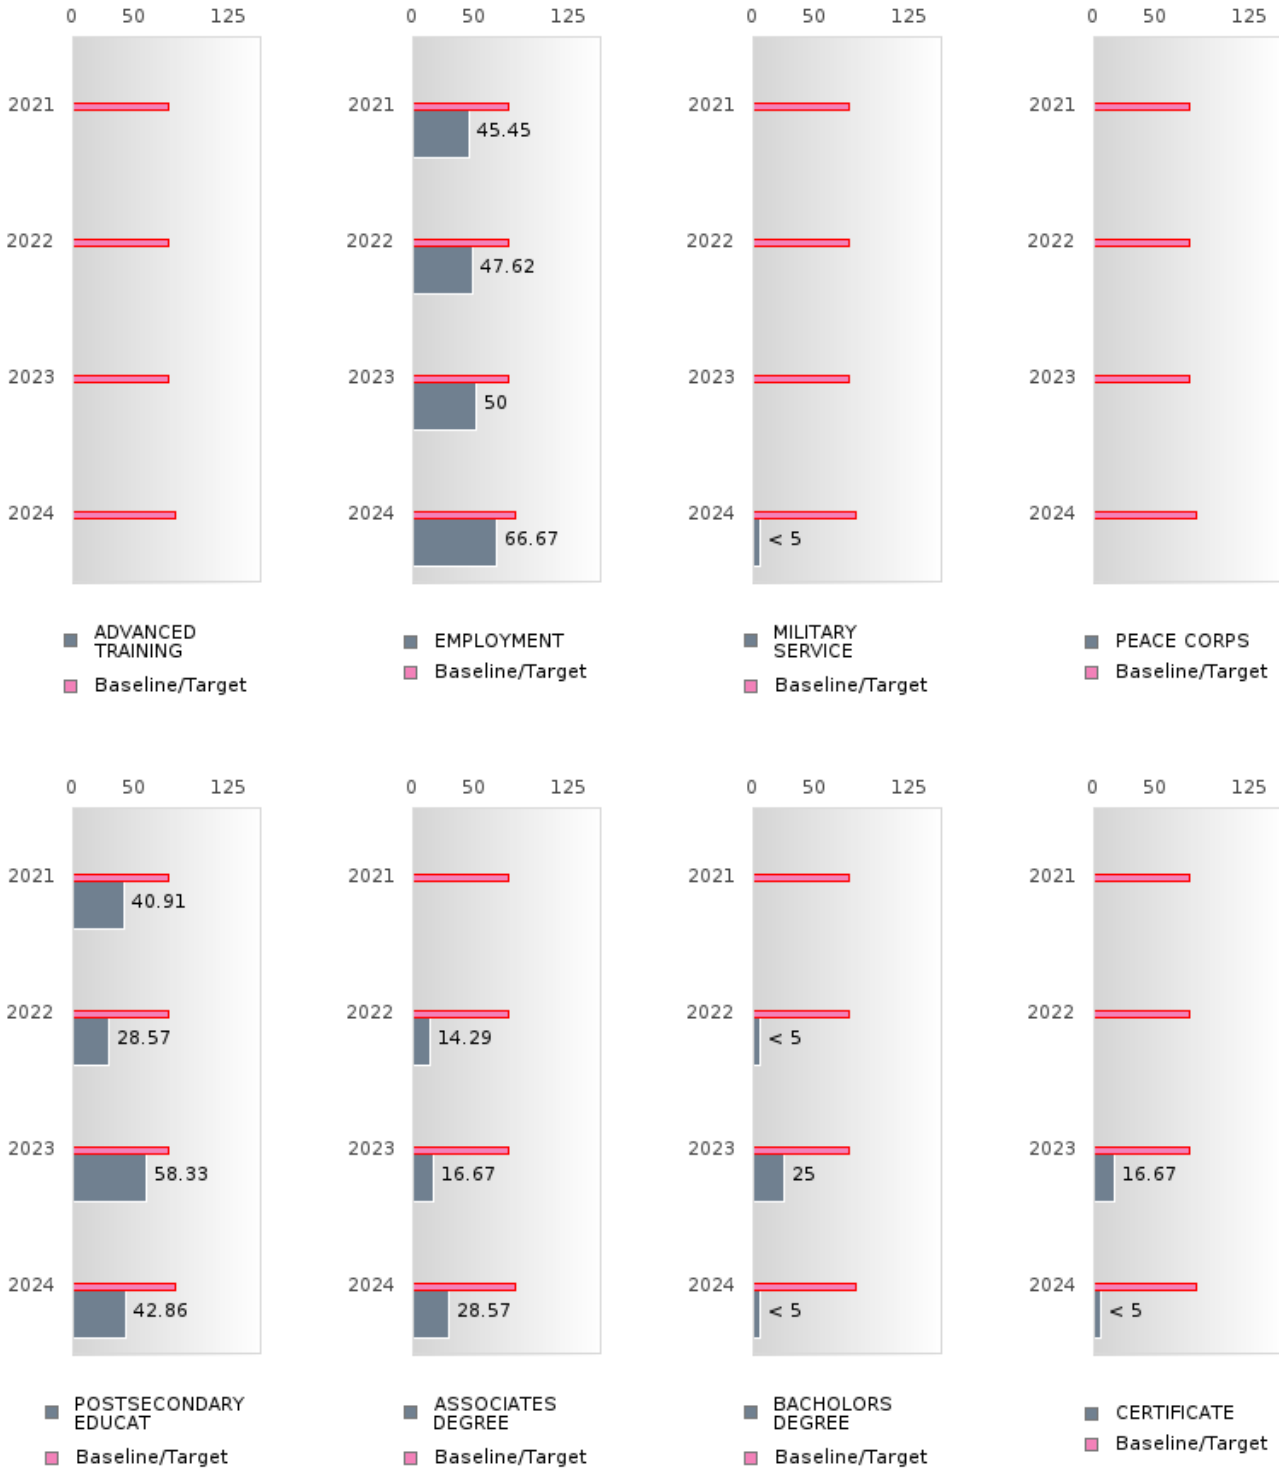 0 50 125
2021
2022
2023
2024
ADVANCED
TRAINING
Baseline/Target
0 50 125
2021
45.45
2022
47.62
2023
50
2024
66.67
EMPLOYMENT
Baseline/Target
0 50 125
2021
2022
2023
2024
< 5
MILITARY
SERVICE
Baseline/Target
0 50 125
2021
2022
2023
2024
PEACE CORPS
Baseline/Target
0 50 125
2021
40.91
2022
28.57
2023
58.33
2024
42.86
POSTSECONDARY
EDUCAT
Baseline/Target
0 50 125
2021
2022
14.29
2023
16.67
2024
28.57
ASSOCIATES
DEGREE
Baseline/Target
0 50 125
2021
2022
< 5
2023
25
2024
< 5
BACHOLORS
DEGREE
Baseline/Target
0 50 125
2021
2022
2023
16.67
2024
< 5
CERTIFICATE
Baseline/Target